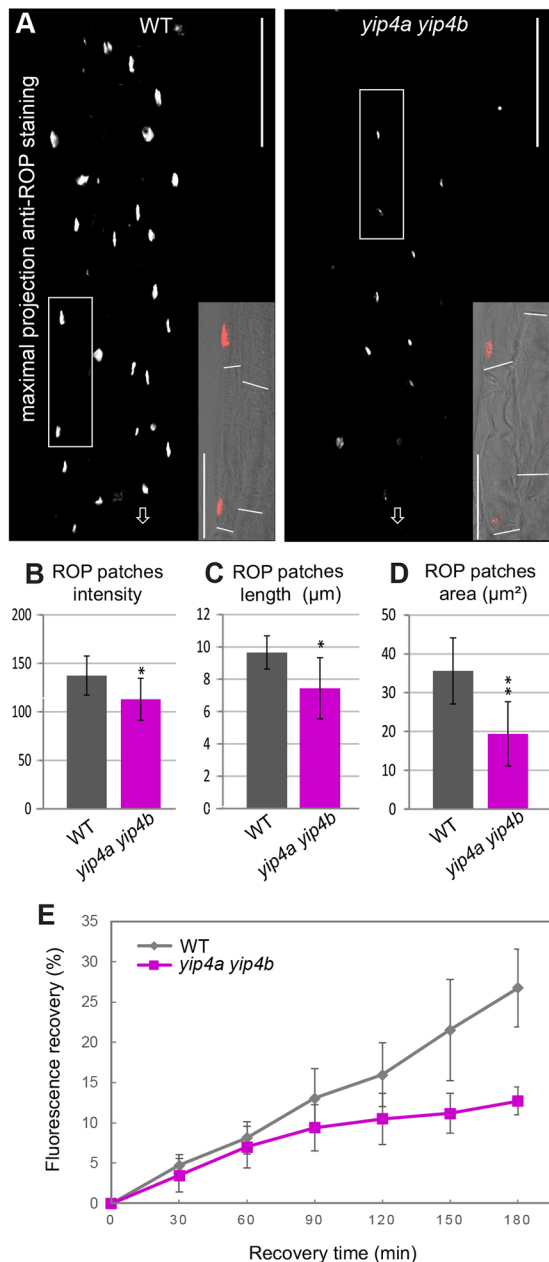 A
WT
yip4a yip4b
maximal projection anti-ROP staining
B
ROP patches
intensity
200
150
100
50
0
*
WT
yip4a yip4b
C
ROP patches
length (μm)
12
10
8
6
4
2
0
*
WT
yip4a yip4b
D
ROP patches
area (μm²)
50
40
30
20
10
0
**
WT
yip4a yip4b
E
Fluorescence recovery (%)
35
30
25
20
15
10
5
0
WT
yip4a yip4b
0 30 60 90 120 150 180
Recovery time (min)